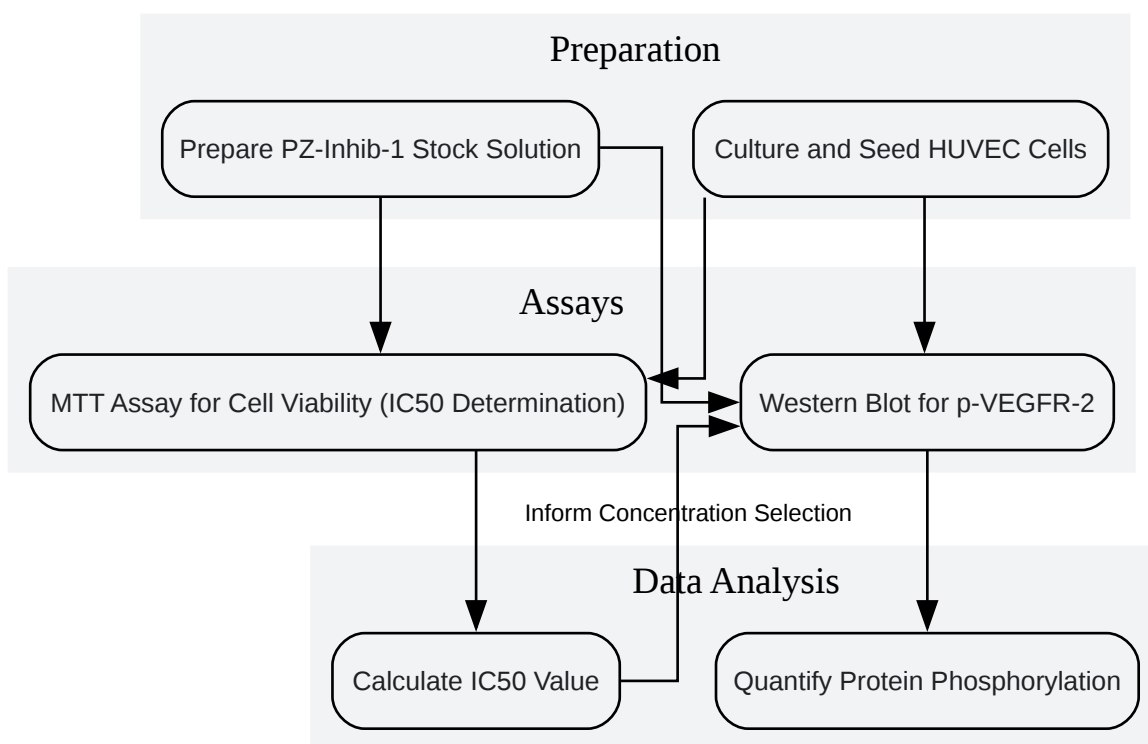 Preparation
Prepare PZ-Inhib-1 Stock Solution
Culture and Seed HUVEC Cells
Assays
MTT Assay for Cell Viability (IC50 Determination)
Western Blot for p-VEGFR-2
Inform Concentration Selection
Data Analysis
Calculate IC50 Value
Quantify Protein Phosphorylation